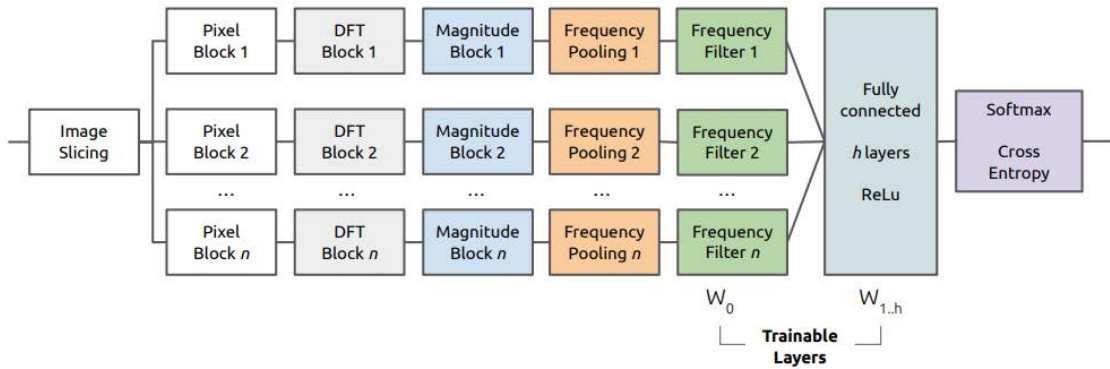 Image
Slicing
Pixel
Block 1
DFT
Block 1
Magnitude
Block 1
Frequency
Pooling 1
Frequency
Filter 1
Pixel
Block 2
DFT
Block 2
Magnitude
Block 2
Frequency
Pooling 2
Frequency
Filter 2
...
...
...
...
...
Pixel
Block n
DFT
Block n
Magnitude
Block n
Frequency
Pooling n
Frequency
Filter n
Fully
connected
h layers
ReLu
Softmax
Cross
Entropy
W0
W1..h
Trainable
Layers